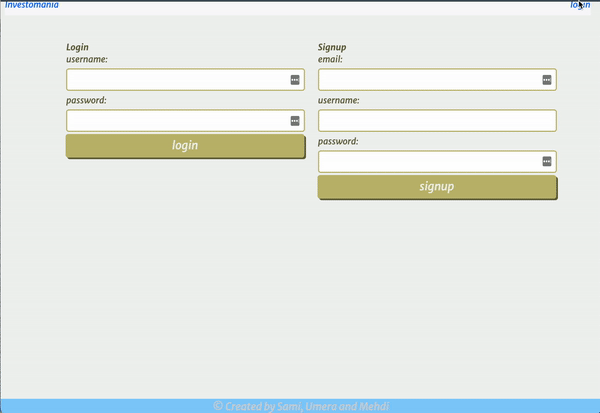 Investomania
login
Login
username:
password:
login
Signup
email:
username:
password:
signup
© Created by Sami, Umera and Mehdi